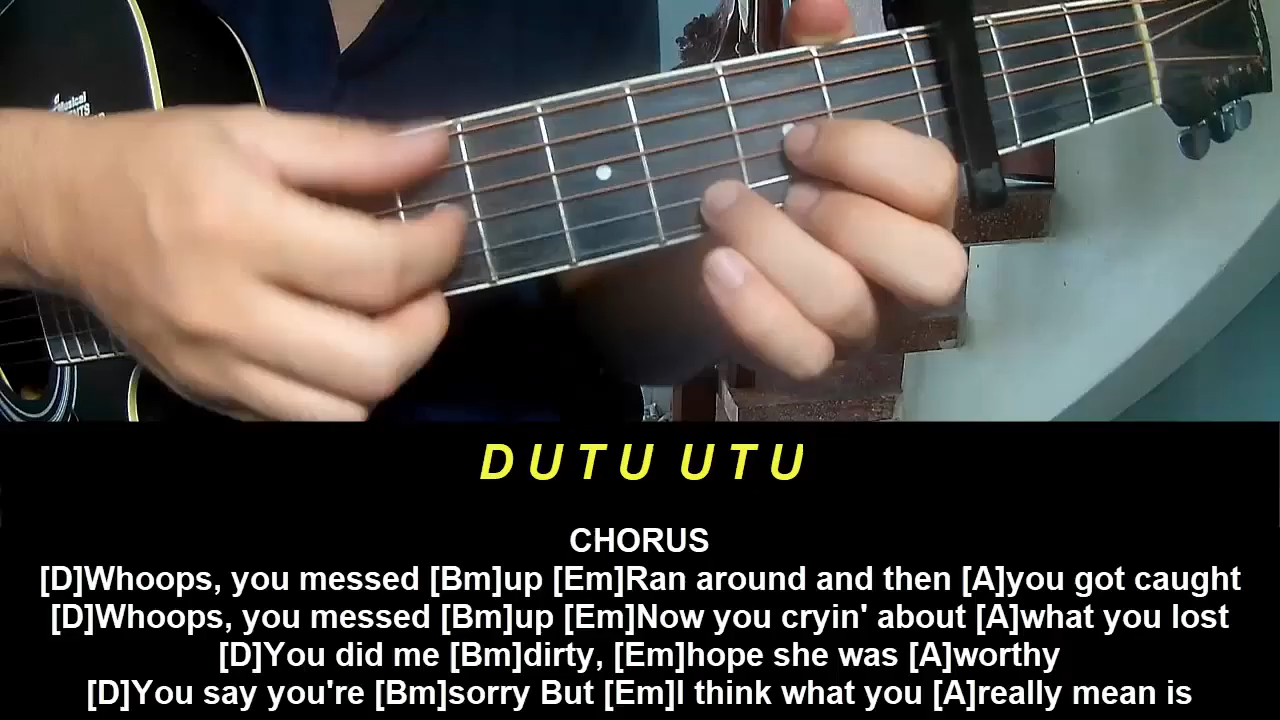 Musical
D U T U U T U
CHORUS
[D]Whoops, you messed [Bm]up [Em]Ran around and then [A]you got caught
[D]Whoops, you messed [Bm]up [Em]Now you cryin' about [A]what you lost
[D]You did me [Bm]dirty, [Em]hope she was [A]worthy
[D]You say you're [Bm]sorry But [Em]I think what you [A]really mean is